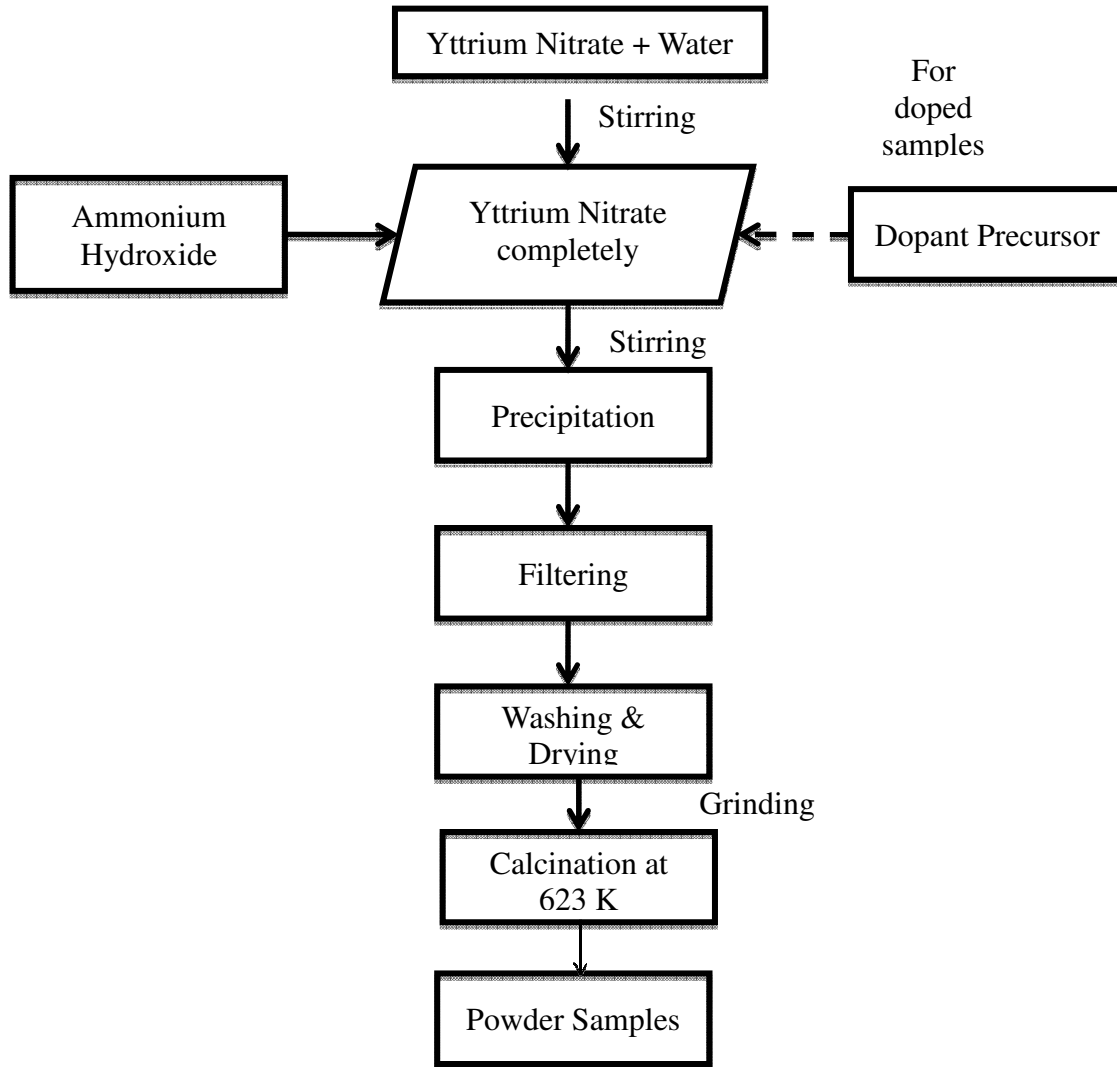 Yttrium Nitrate + Water
Stirring
For
doped
samples
Ammonium
Hydroxide
Yttrium Nitrate
completely
Dopant Precursor
Stirring
Precipitation
Filtering
Washing &
Drying
Grinding
Calcination at
623 K
Powder Samples